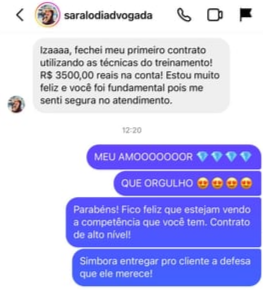 saralodiadvogada
Izaaaa, fechei meu primeiro contrato
utilizando as técnicas do treinamento!
R$ 3500,00 reais na conta! Estou muito
feliz e você foi fundamental pois me
senti segura no atendimento.
12:20
MEU AMOOOOOOOR 💎 💎 💎 💎
QUE ORGULHO 😍 😍 😍 😍
Parabéns! Fico feliz que estejam vendo
a competência que você tem. Contrato
de alto nível!
Simbora entregar pro cliente a defesa
que ele merece!